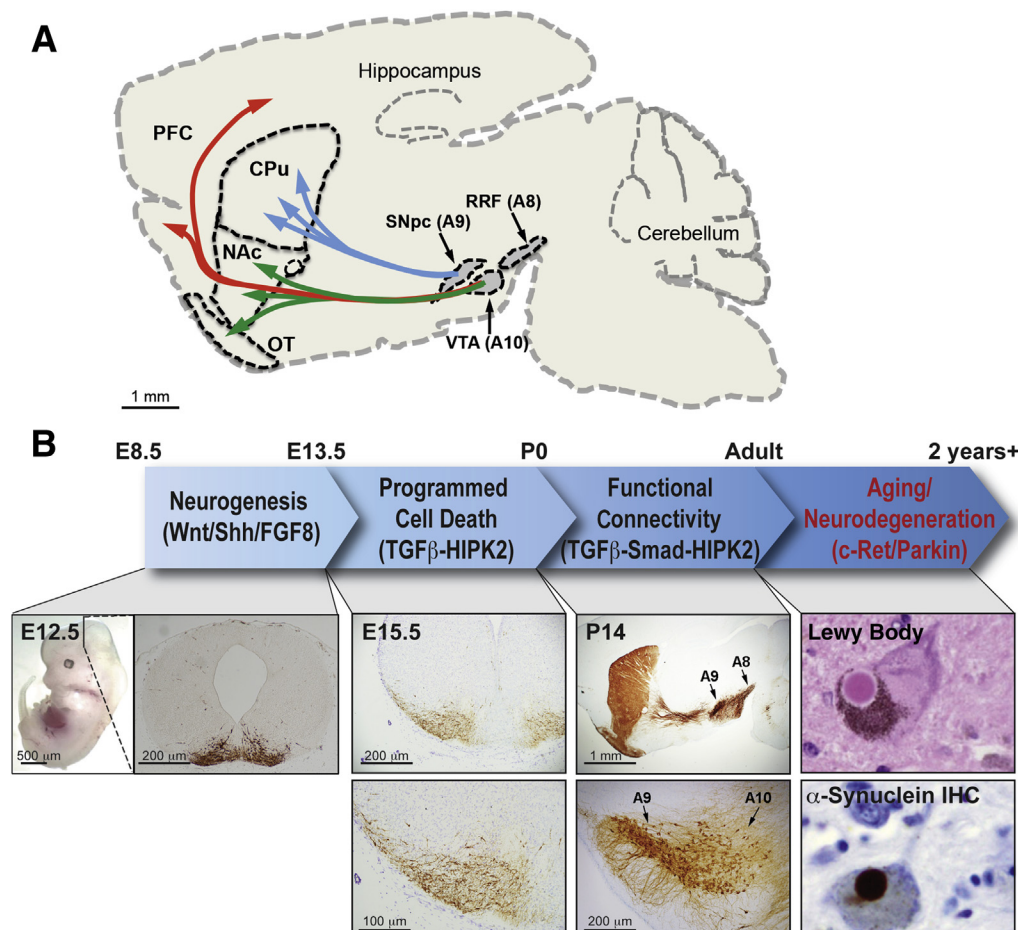 A
Hippocampus
PFC
CPu
RRF (A8)
SNpc (A9)
Cerebellum
NAc
VTA (A10)
OT
1 mm
B
E8.5
E13.5
P0
Adult
2 years+
Neurogenesis
(Wnt/Shh/FGF8)
Programmed
Cell Death
(TGFβ-HIPK2)
Functional
Connectivity
(TGFβ-Smad-HIPK2)
Aging/
Neurodegeneration
(c-Ret/Parkin)
E12.5
500 μm
200 μm
E15.5
200 μm
P14
A9
A8
1 mm
Lewy Body
100 μm
A9
A10
200 μm
α-Synuclein IHC